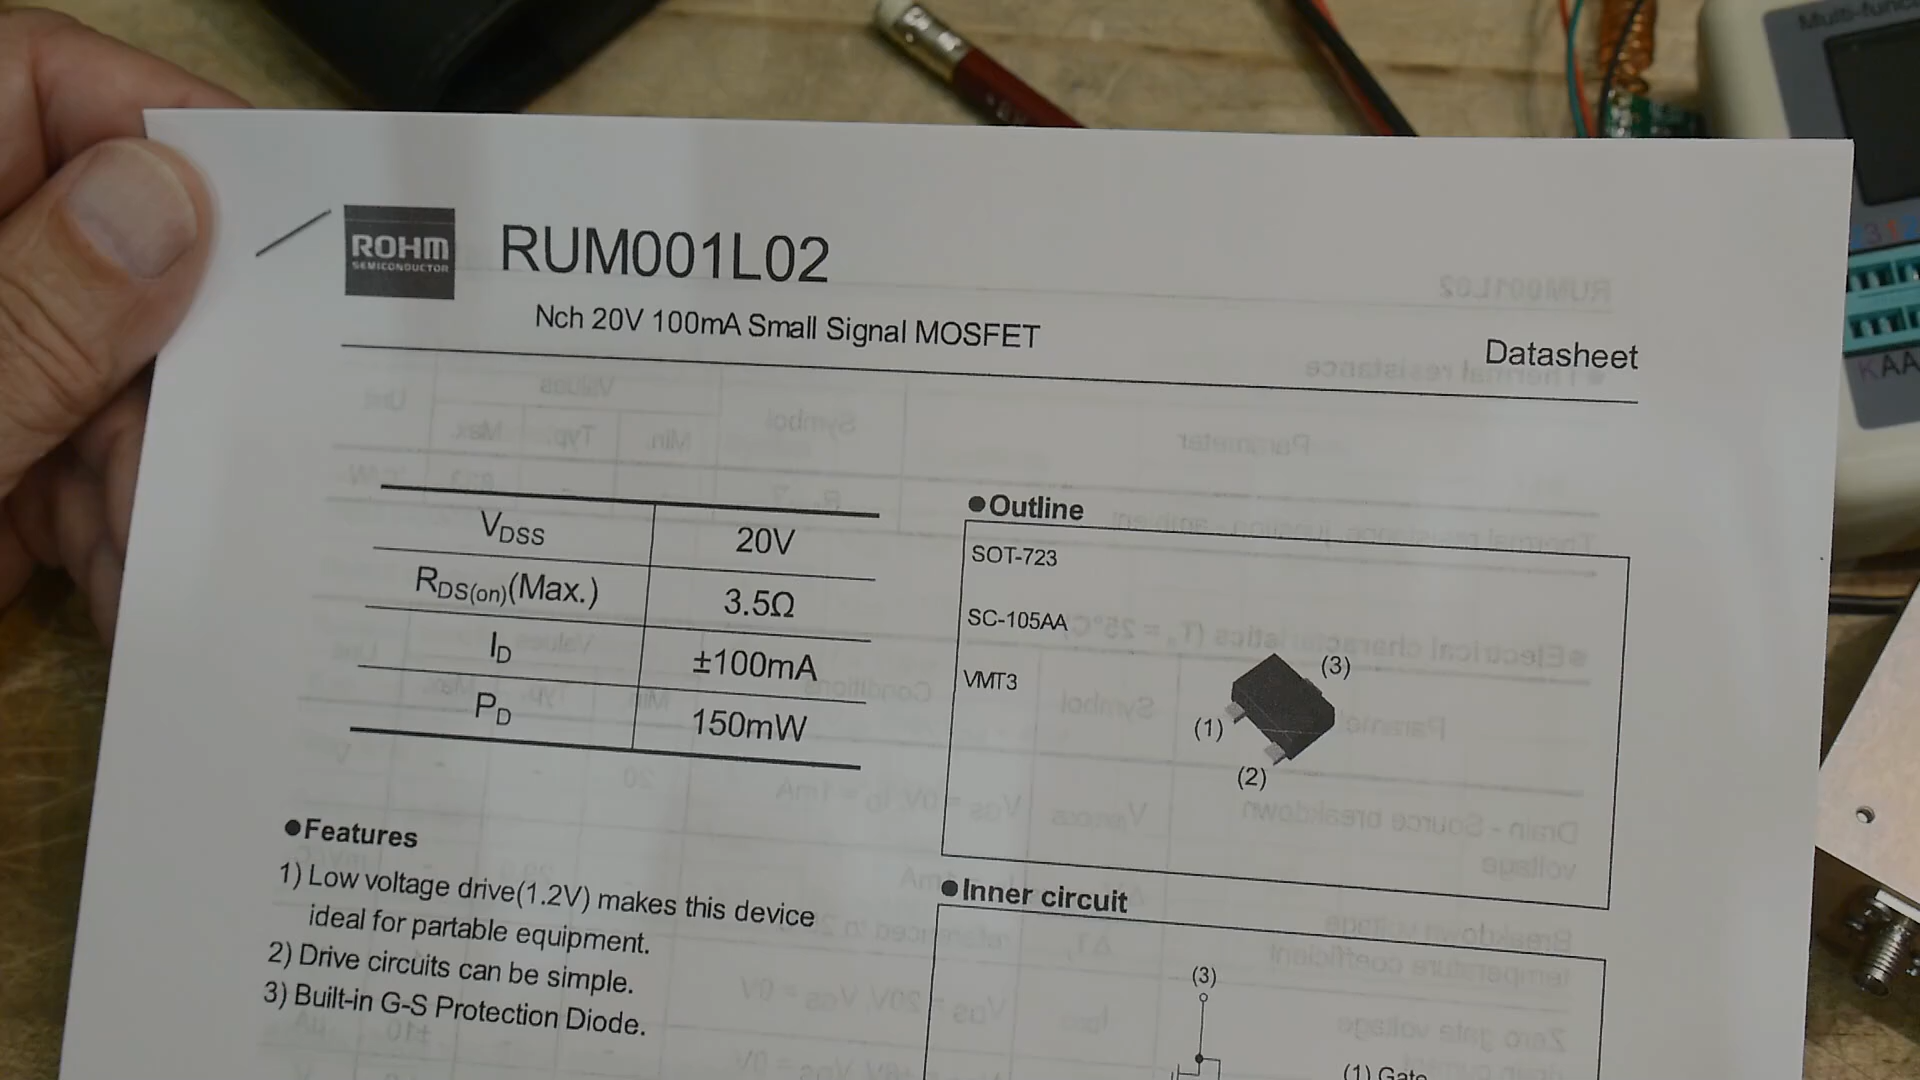 Multi-func
ROHM
SEMICONDUCTOR
RUM001L02
Nch 20V 100mA Small Signal MOSFET
Datasheet
VDSS 20V
RDS(on)(Max.) 3.5Ω
ID ±100mA
PD 150mW
●Outline
SOT-723
SC-105AA
VMT3
(3)
(1)
(2)
●Features
1) Low voltage drive(1.2V) makes this device
ideal for partable equipment.
2) Drive circuits can be simple.
3) Built-in G-S Protection Diode.
●Inner circuit
(3)
(1) Gate
KAA